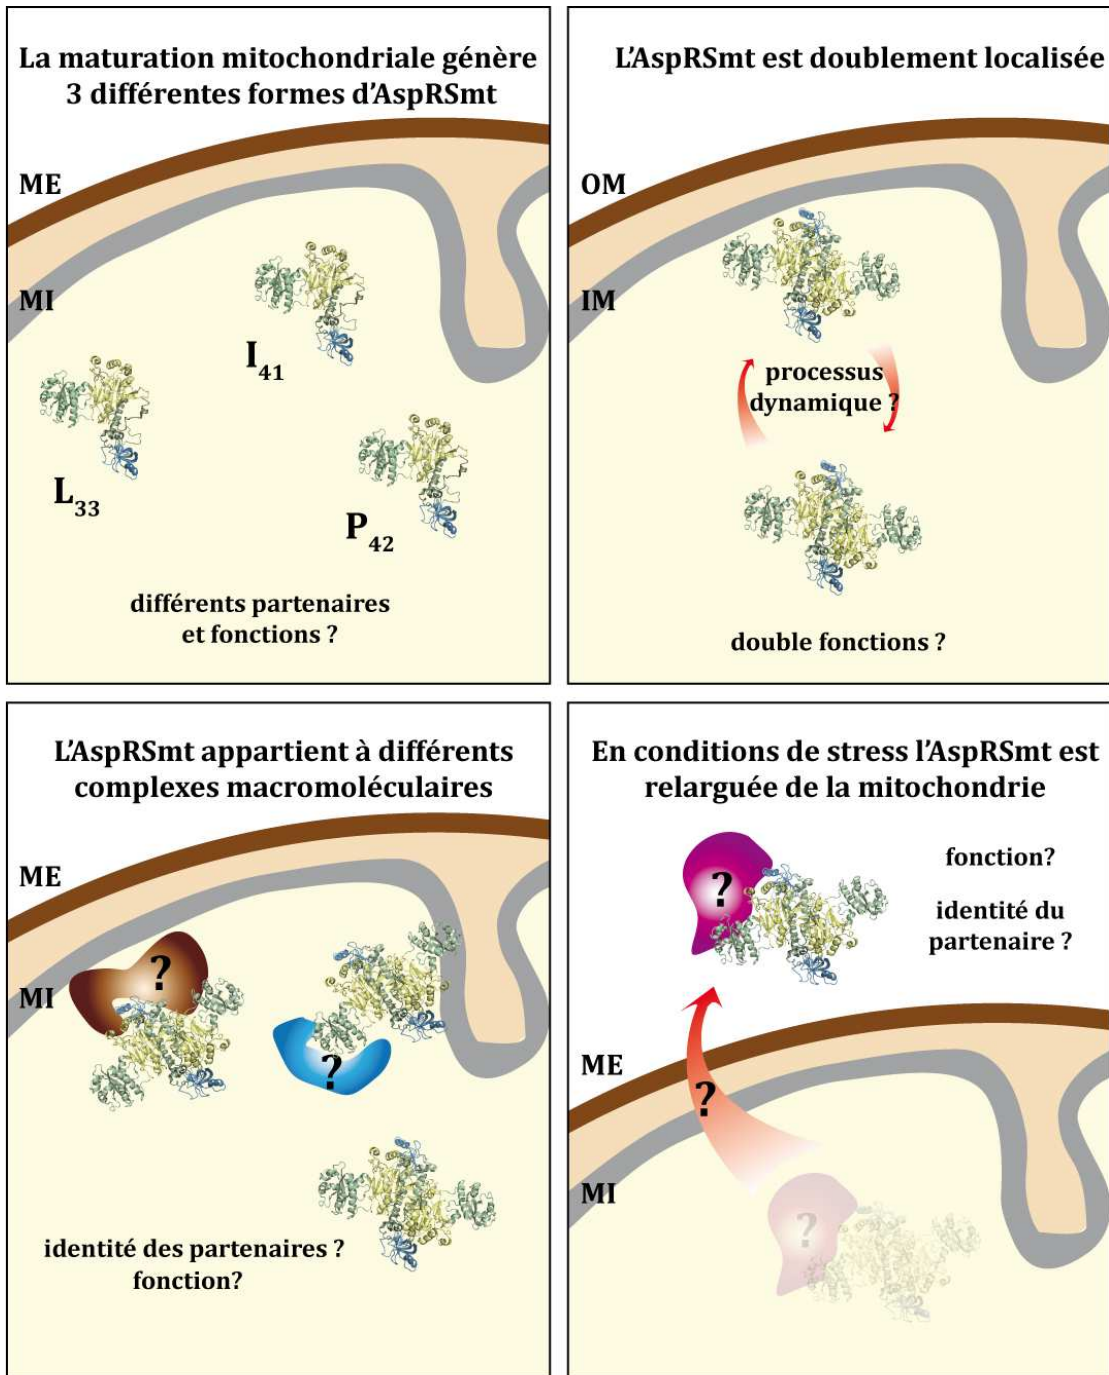 La maturation mitochondriale génère
3 différentes formes d'AspRSmt
ME
MI
I41
L33
P42
différents partenaires
et fonctions ?
L'AspRSmt est doublement localisée
OM
IM
processus
dynamique ?
double fonctions ?
L'AspRSmt appartient à différents
complexes macromoléculaires
ME
?
MI
?
identité des partenaires ?
fonction?
En conditions de stress l'AspRSmt est
relarguée de la mitochondrie
fonction?
?
identité du
partenaire ?
ME
?
MI
?